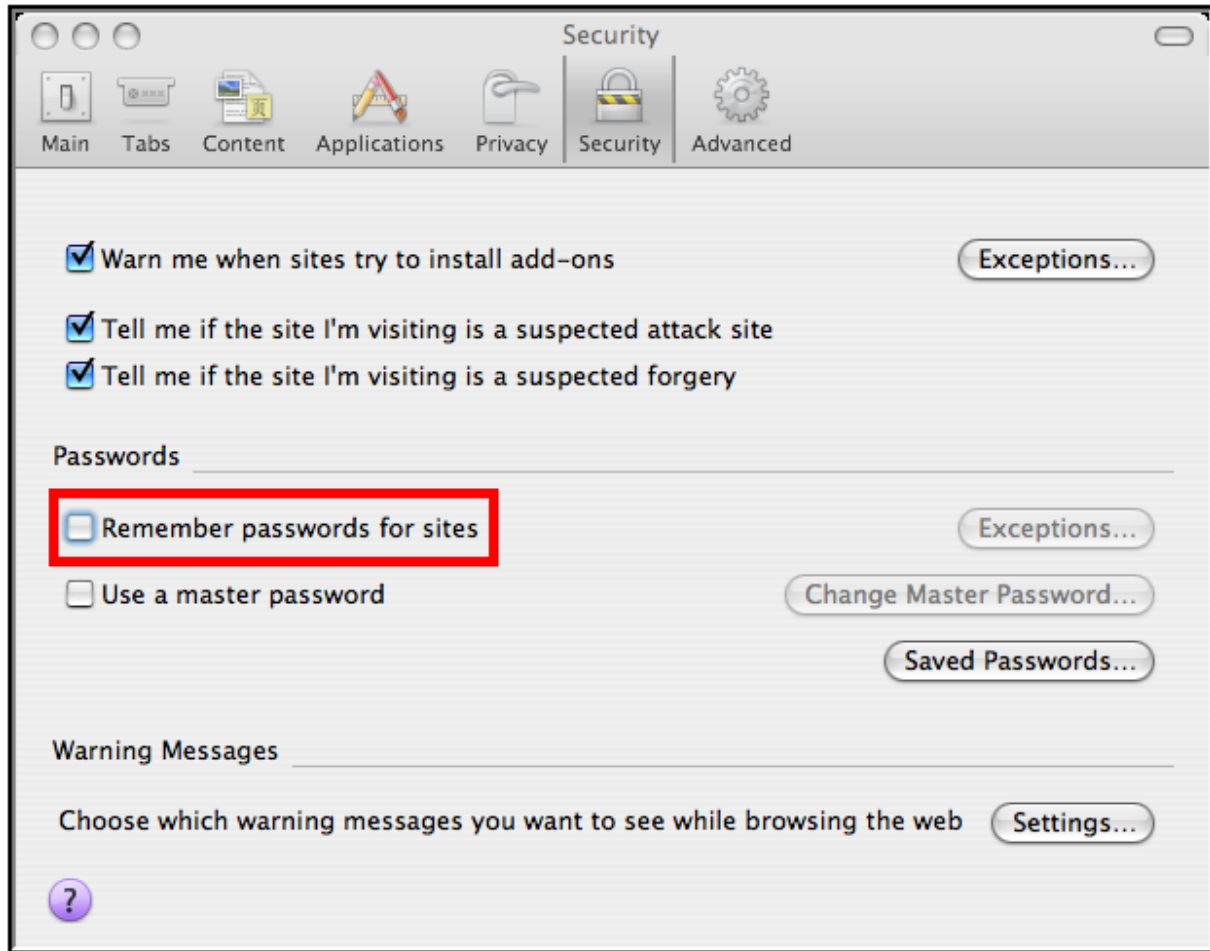 Security
Main Tabs Content Applications Privacy Security Advanced
Warn me when sites try to install add-ons Exceptions...
Tell me if the site I'm visiting is a suspected attack site
Tell me if the site I'm visiting is a suspected forgery
Passwords
Remember passwords for sites Exceptions...
Use a master password Change Master Password...
Saved Passwords...
Warning Messages
Choose which warning messages you want to see while browsing the web Settings...
?